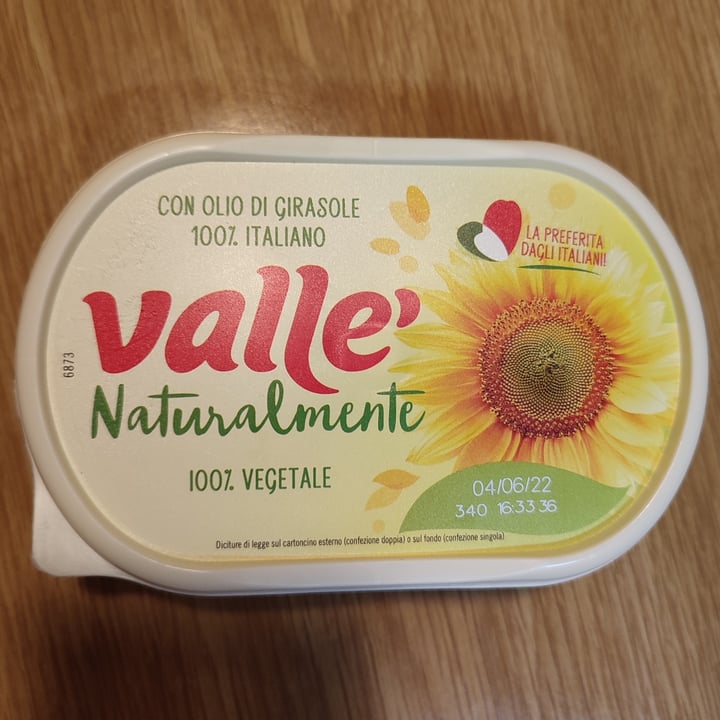 CON OLIO DI GIRASOLE
100% ITALIANO
LA PREFERITA
DAGLI ITALIANI!
valle'
Naturalmente
100% VEGETALE
6873
04/06/22
340 16:33 36
Diciture di legge sul cartoncino esterno (confezione doppia) o sul fondo (confezione singola)